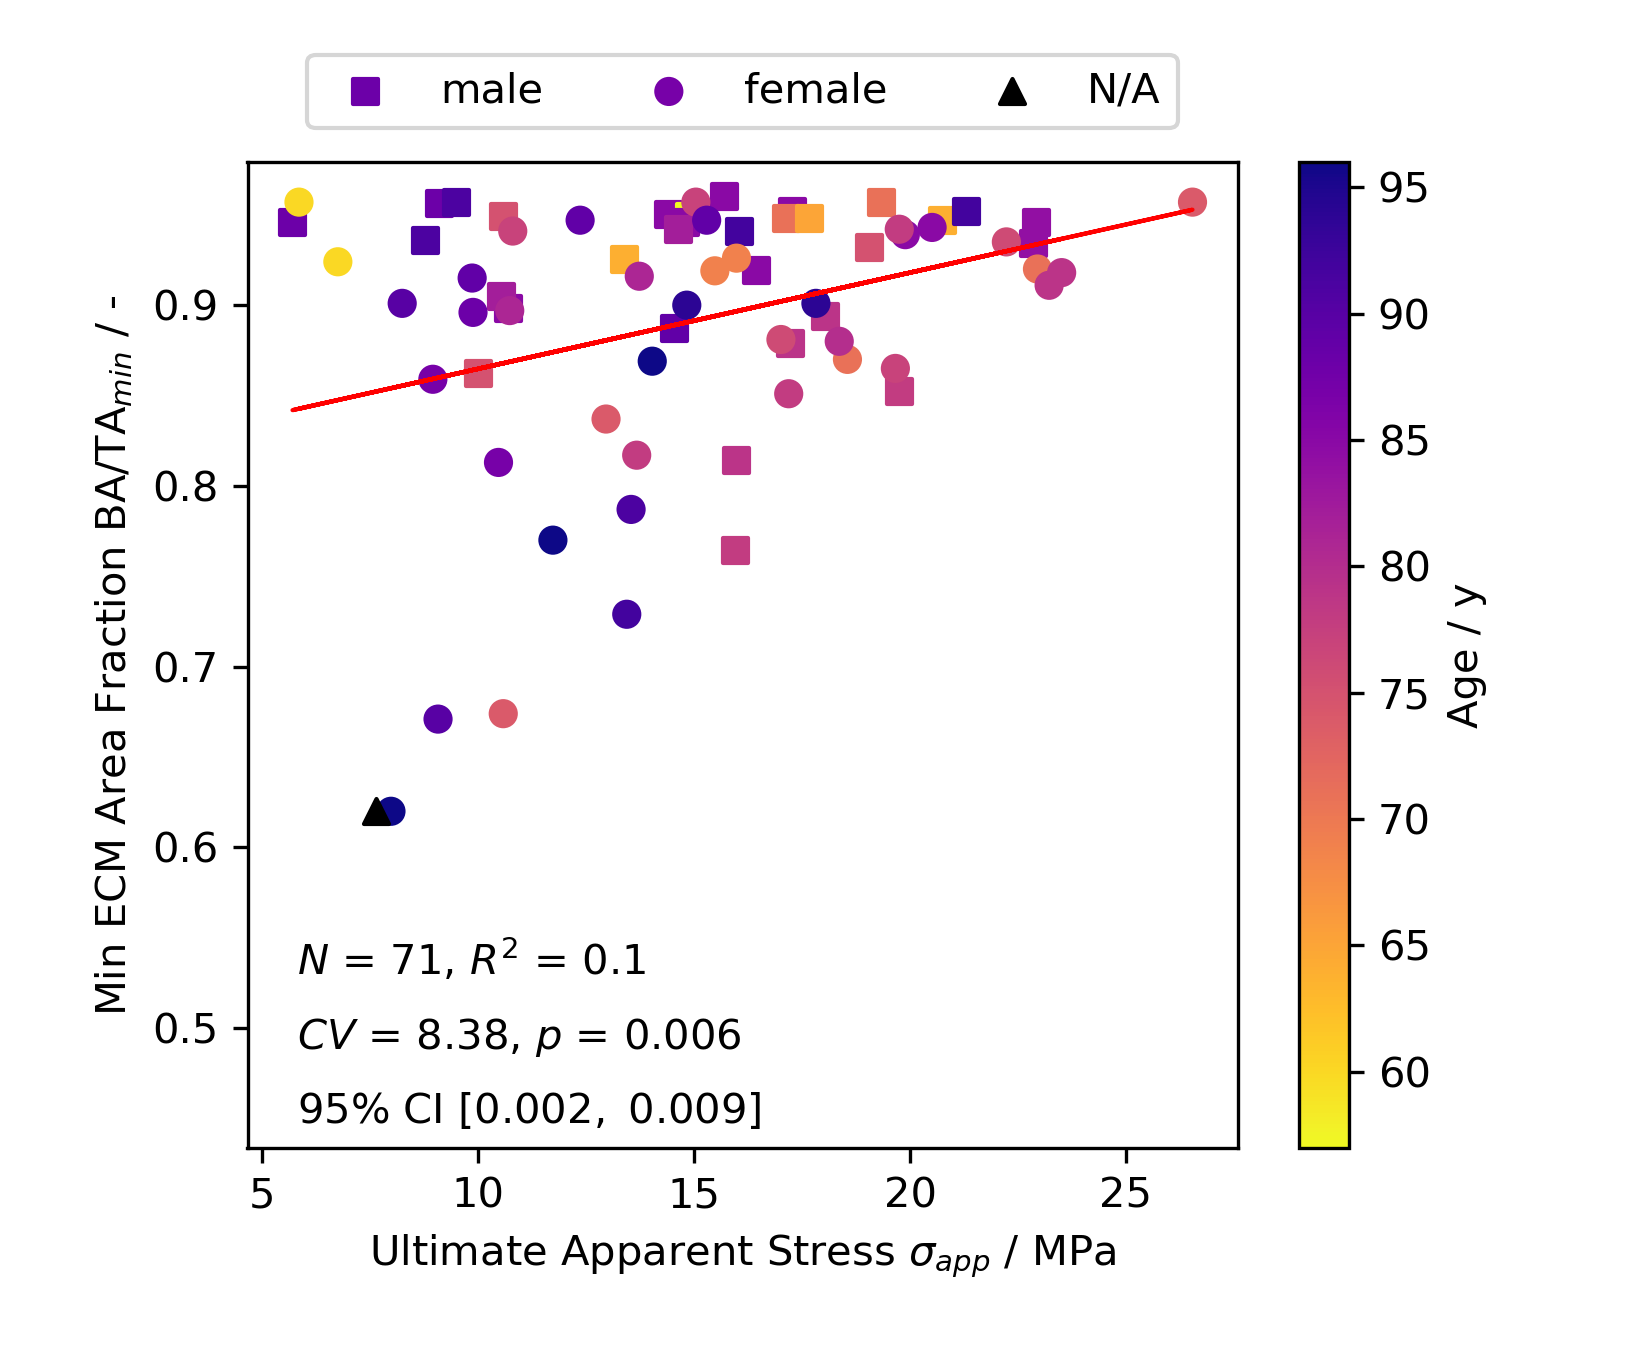 male female N/A
Min ECM Area Fraction BA/TA_min / -
0.9
0.8
0.7
0.6
0.5
N = 71, R² = 0.1
CV = 8.38, p = 0.006
95% CI [0.002, 0.009]
5 10 15 20 25
Ultimate Apparent Stress σ_app / MPa
95
90
85
80
75
70
65
60
Age / y